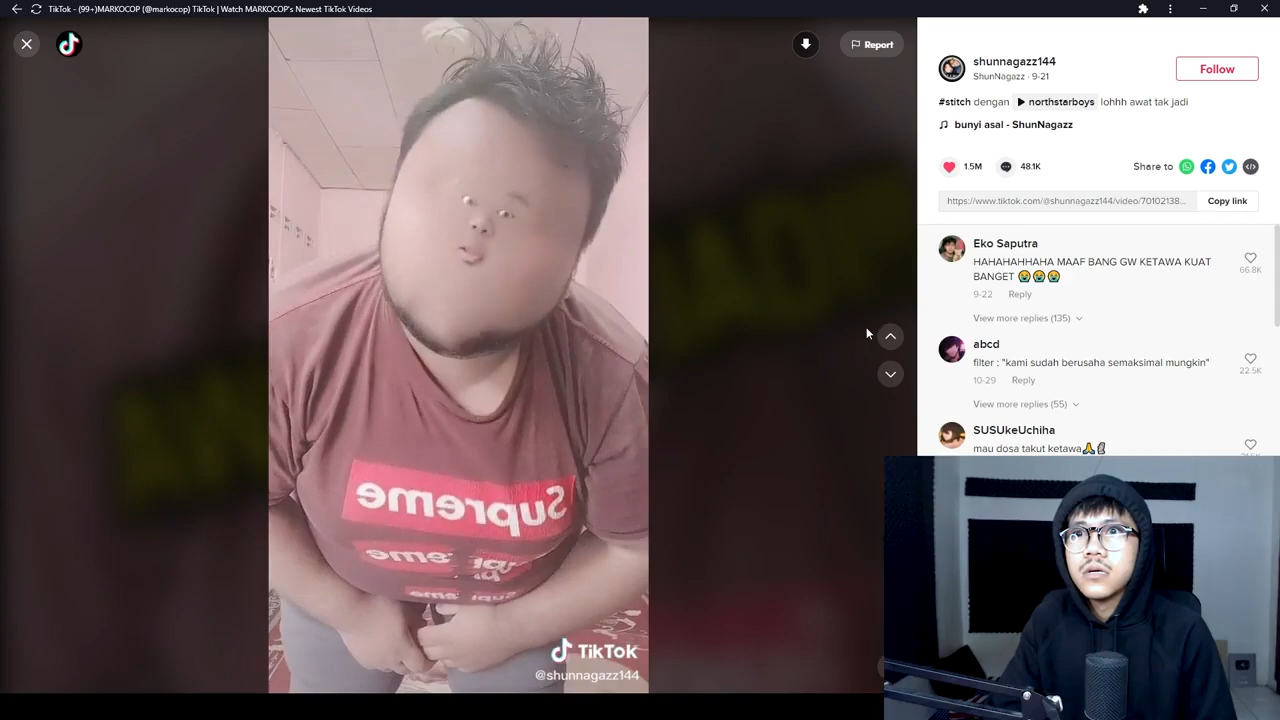 TikTok - (99+)MARKOCOP (@markocop) TikTok | Watch MARKOCOP's Newest TikTok Videos
Report
shunnagazz144
ShunNagazz · 9-21
Follow
#stitch dengan ▶ northstarboys lohhh awat tak jadi
♫ bunyi asal - ShunNagazz
1.5M
48.1K
Share to
https://www.tiktok.com/@shunnagazz144/video/70102138...
Copy link
Eko Saputra
HAHAHAHHAHA MAAF BANG GW KETAWA KUAT
BANGET 😭😭😭
66.8K
9-22 Reply
View more replies (135)
abcd
filter : "kami sudah berusaha semaksimal mungkin"
22.5K
10-29 Reply
View more replies (55)
SUSUkeUchiha
mau dosa takut ketawa🙏
Supreme
TikTok
@shunnagazz144